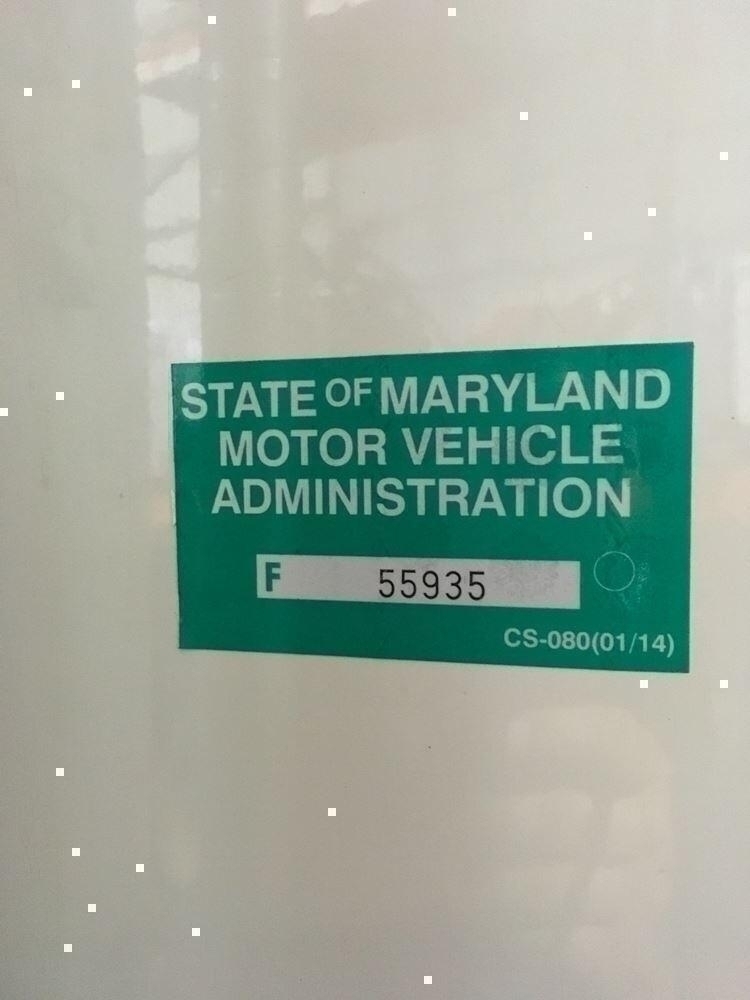 STATE OF MARYLAND
MOTOR VEHICLE
ADMINISTRATION
F 55935
CS-080(01/14)